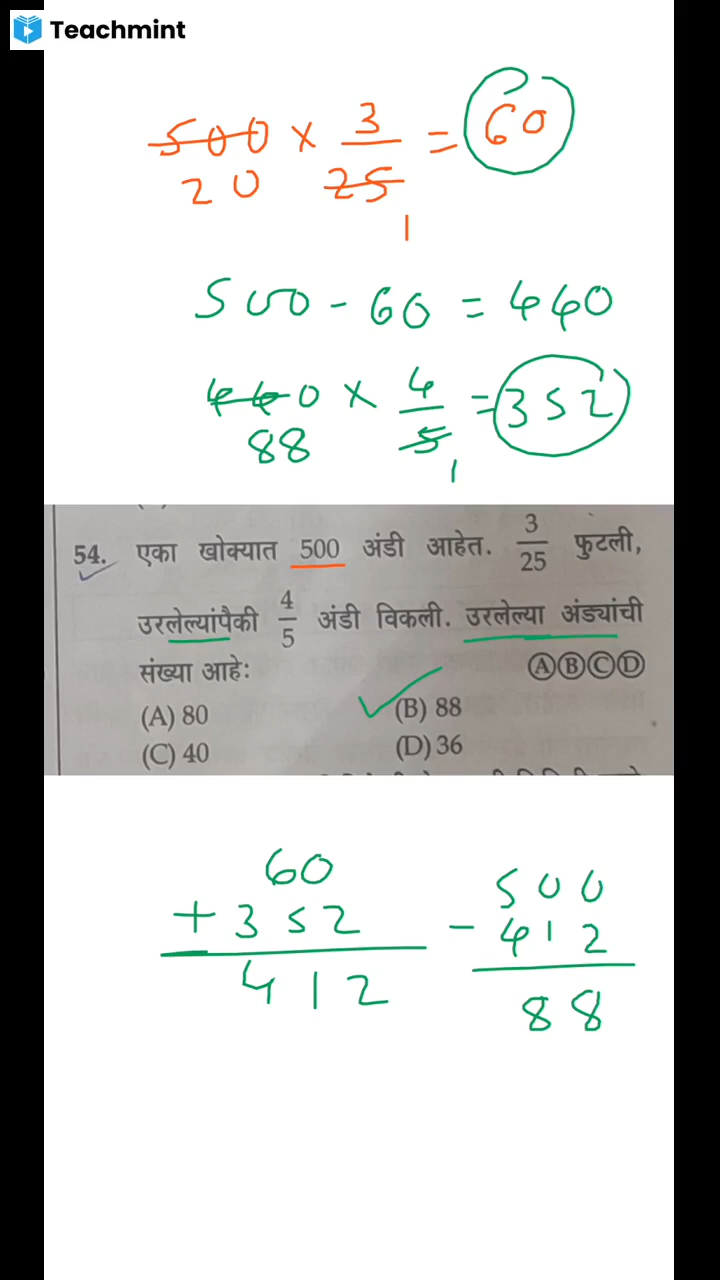 Teachmint
500 × 3/25 = 60
20 1
500 - 60 = 440
440 × 4/5 = 352
88 1
54. एका खोक्यात 500 अंडी आहेत. 3/25 फुटली,
उरलेल्यांपैकी 4/5 अंडी विकली. उरलेल्या अंड्यांची
संख्या आहेः ⒶⒷⒸⒹ
(A) 80 (B) 88
(C) 40 (D) 36
60 500
+352 - 412
412 88